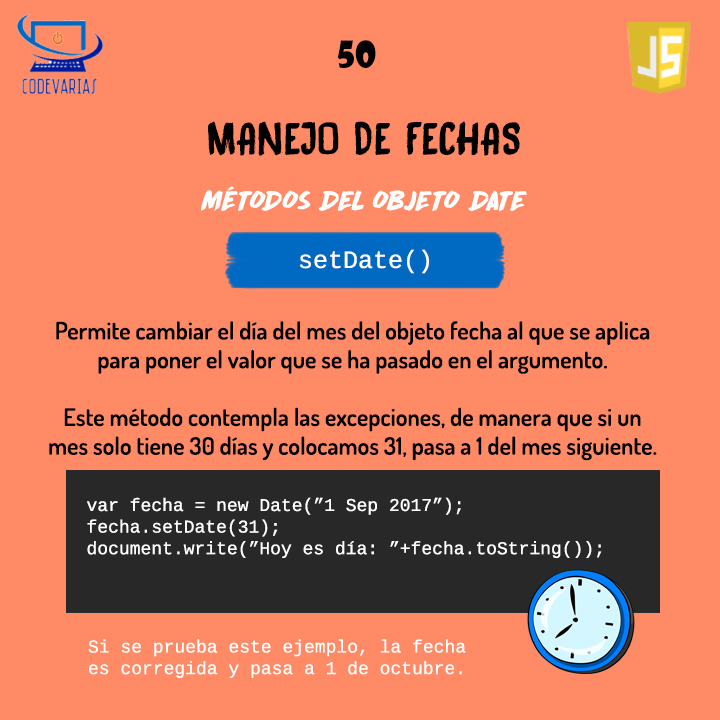 CODEVARIAS
50
JS
MANEJO DE FECHAS
MÉTODOS DEL OBJETO DATE
setDate()
Permite cambiar el día del mes del objeto fecha al que se aplica
para poner el valor que se ha pasado en el argumento.
Este método contempla las excepciones, de manera que si un
mes solo tiene 30 días y colocamos 31, pasa a 1 del mes siguiente.
var fecha = new Date(”1 Sep 2017”);
fecha.setDate(31);
document.write(”Hoy es día: ”+fecha.toString());
Si se prueba este ejemplo, la fecha
es corregida y pasa a 1 de octubre.